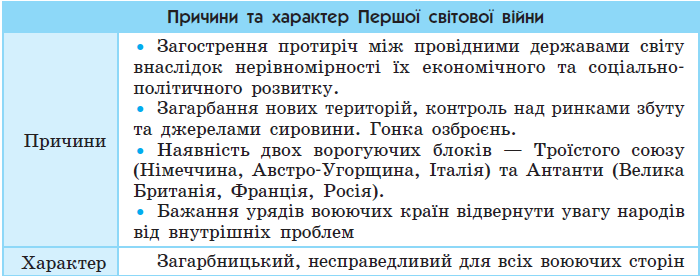 Причини та характер Першої світової війни
• Загострення протиріч між провідними державами світу
внаслідок нерівномірності їх економічного та соціально-
політичного розвитку.
• Загарбання нових територій, контроль над ринками збуту
та джерелами сировини. Гонка озброєнь.
Причини
• Наявність двох ворогуючих блоків — Троїстого союзу
(Німеччина, Австро-Угорщина, Італія) та Антанти (Велика
Британія, Франція, Росія).
• Бажання урядів воюючих країн відвернути увагу народів
від внутрішніх проблем
Характер
Загарбницький, несправедливий для всіх воюючих сторін